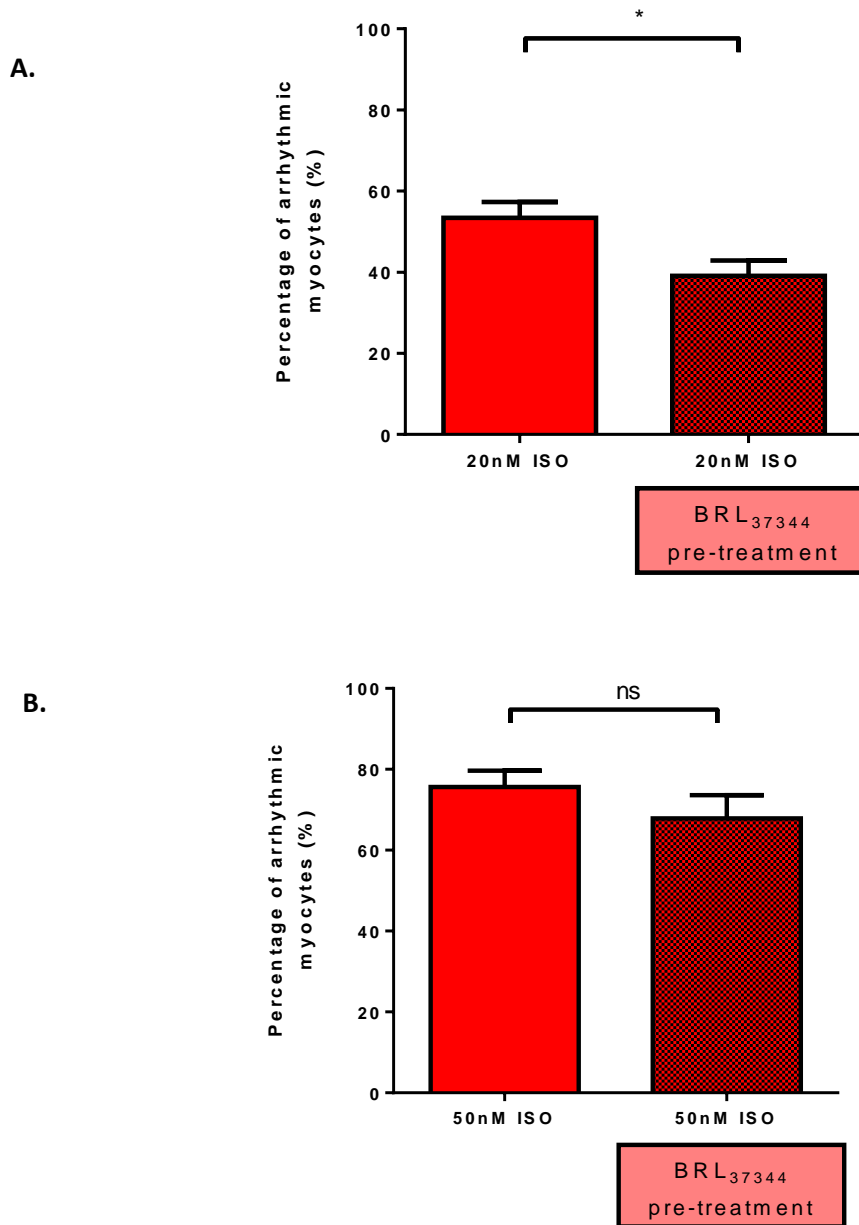 A.
Percentage of arrhythmic
myocytes (%)
100
80
60
40
20
0
*
20nM ISO
20nM ISO
BRL37344
pre-treatment
B.
Percentage of arrhythmic
myocytes (%)
100
80
60
40
20
0
ns
50nM ISO
50nM ISO
BRL37344
pre-treatment